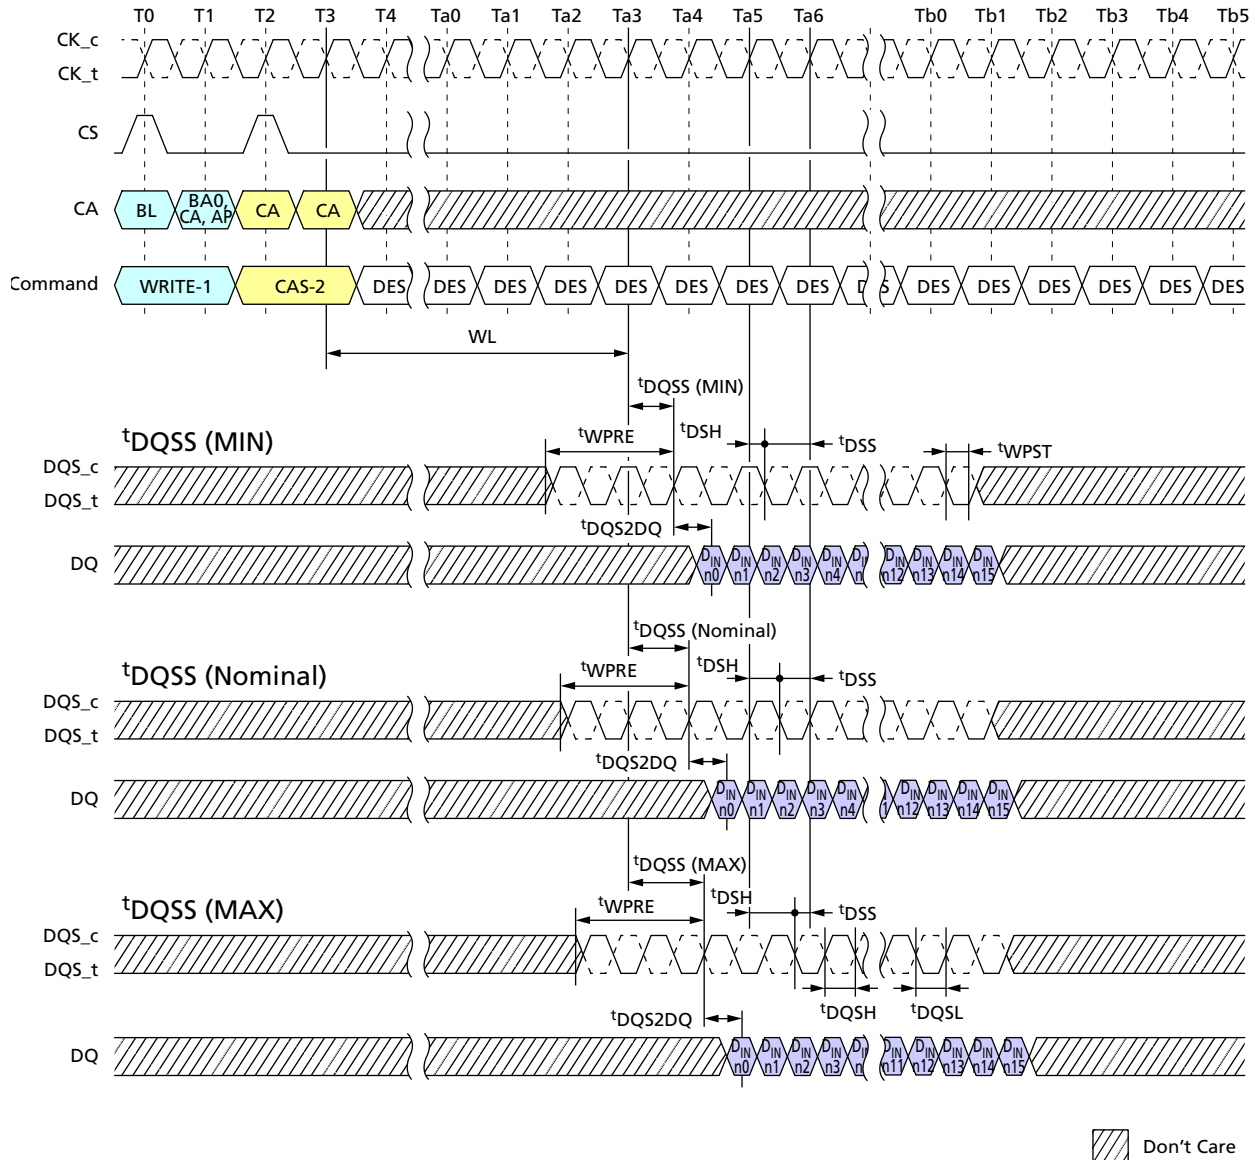 T0 T1 T2 T3 T4 Ta0 Ta1 Ta2 Ta3 Ta4 Ta5 Ta6 Tb0 Tb1 Tb2 Tb3 Tb4 Tb5
CK_c
CK_t
CS
CA BL BA0, CA, AP CA CA
Command WRITE-1 CAS-2 DES DES DES DES DES DES DES DES DES DES DES DES DES DES
WL
tDQSS (MIN)
tDQSS (MIN) tWPRE tDSH tDSS tWPST
DQS_c
DQS_t
tDQS2DQ
DQ DIN n0 DIN n1 DIN n2 DIN n3 DIN n4 DIN n DIN n12 DIN n13 DIN n14 DIN n15
tDQSS (Nominal)
tDQSS (Nominal) tWPRE tDSH tDSS
DQS_c
DQS_t
tDQS2DQ
DQ DIN n0 DIN n1 DIN n2 DIN n3 DIN n4 DIN n12 DIN n13 DIN n14 DIN n15
tDQSS (MAX)
tDQSS (MAX) tWPRE tDSH tDSS
DQS_c
DQS_t
tDQS2DQ tDQSH tDQSL
DQ DIN n0 DIN n1 DIN n2 DIN n3 DIN n DIN n11 DIN n12 DIN n13 DIN n14 DIN n15
Don't Care